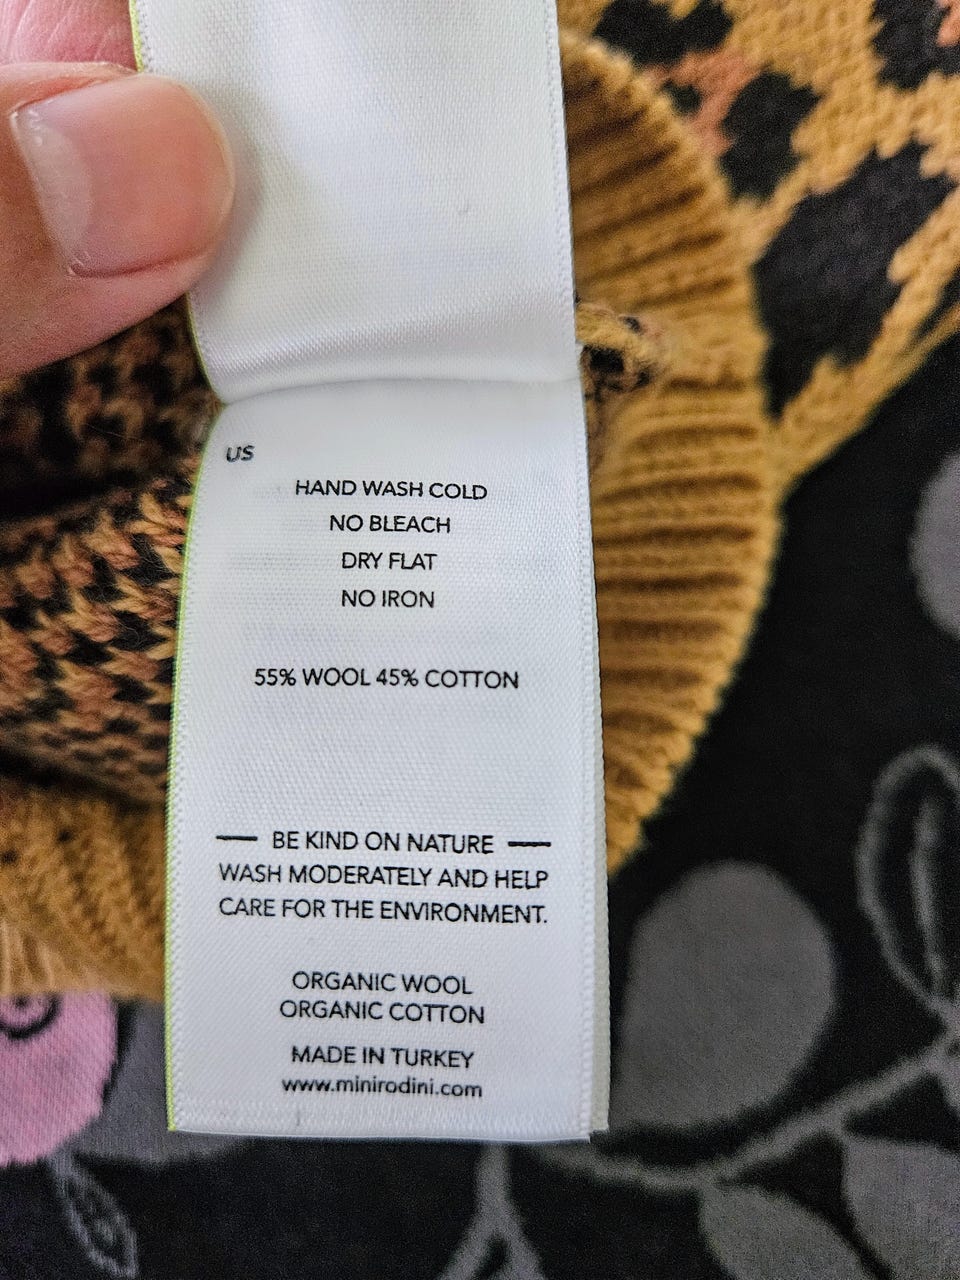 US
HAND WASH COLD
NO BLEACH
DRY FLAT
NO IRON
55% WOOL 45% COTTON
BE KIND ON NATURE
WASH MODERATELY AND HELP
CARE FOR THE ENVIRONMENT.
ORGANIC WOOL
ORGANIC COTTON
MADE IN TURKEY
www.minirodini.com